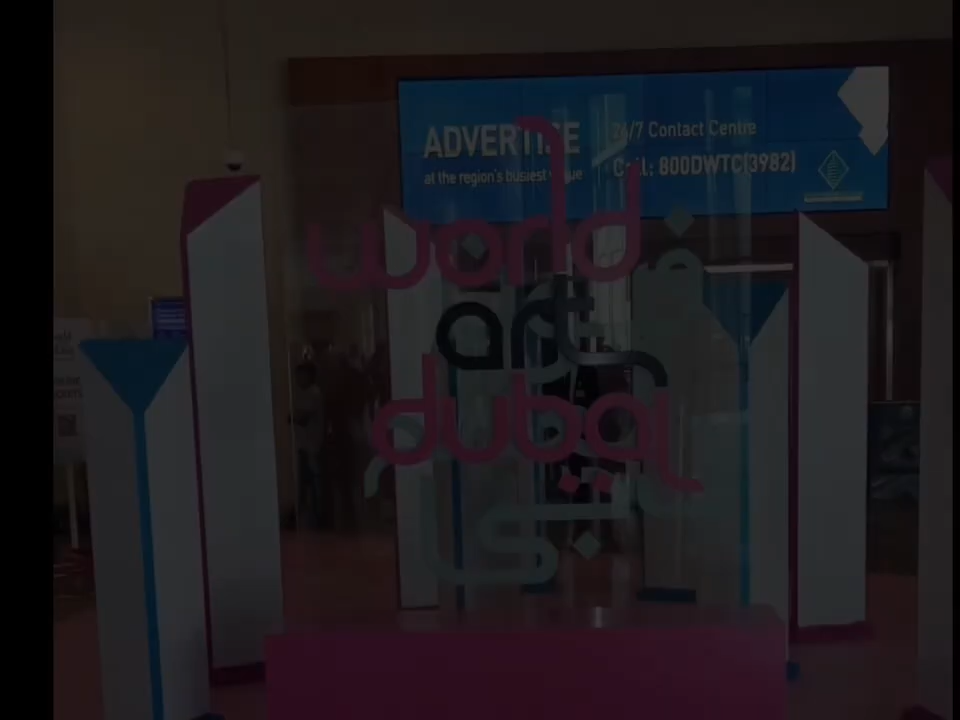 ADVERTISE
at the region's busiest venue
24/7 Contact Centre
Call: 800DWTC(3982)
world
art
dubai